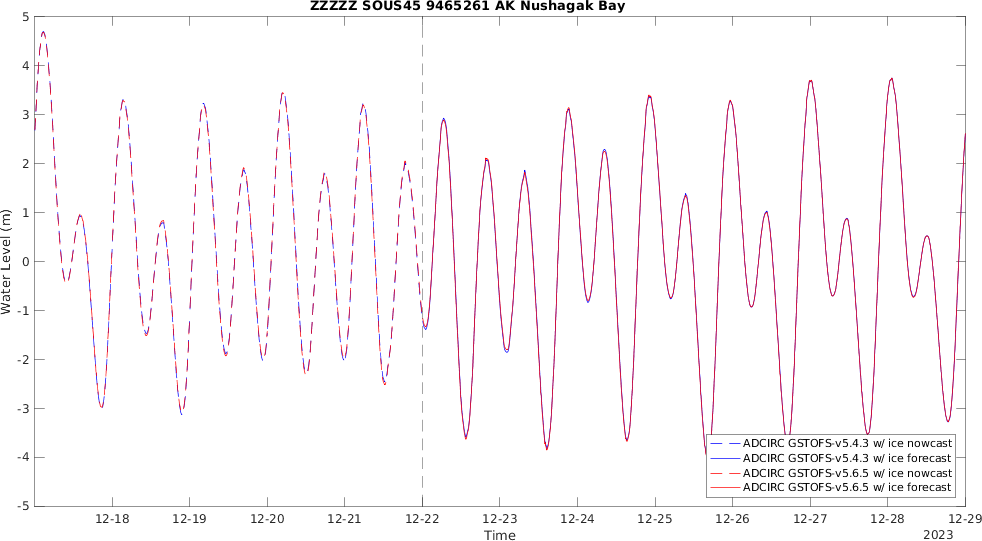 ZZZZZ SOUS45 9465261 AK Nushagak Bay
5
4
3
2
1
0
-1
-2
-3
-4
-5
Water Level (m)
ADCIRC GSTOFS-v5.4.3 w/ ice nowcast
ADCIRC GSTOFS-v5.4.3 w/ ice forecast
ADCIRC GSTOFS-v5.6.5 w/ ice nowcast
ADCIRC GSTOFS-v5.6.5 w/ ice forecast
12-18 12-19 12-20 12-21 12-22 12-23 12-24 12-25 12-26 12-27 12-28 12-29
Time 2023